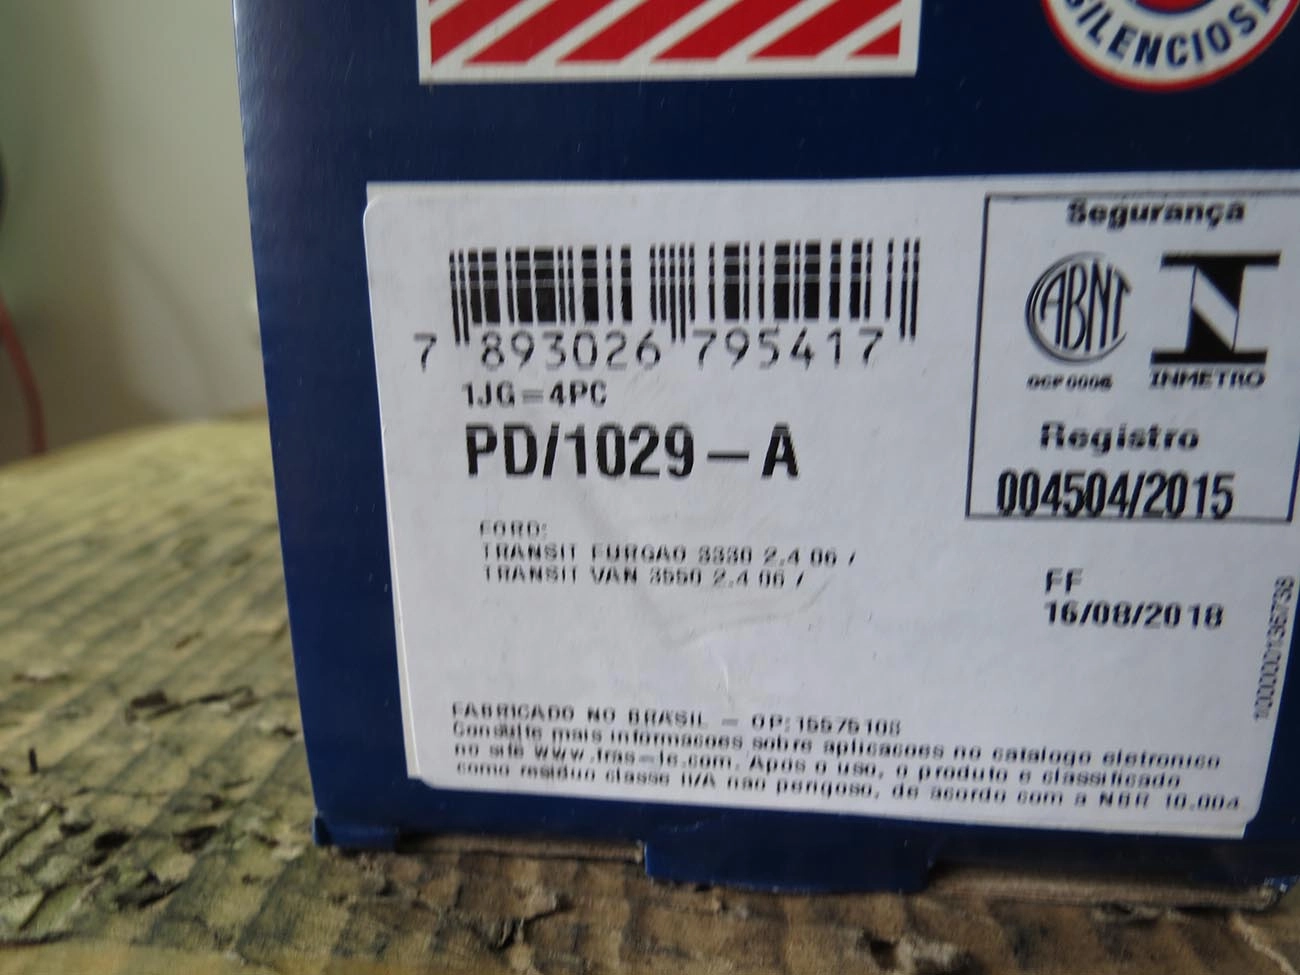 SILENCIOSA
Segurança
ABNT
OCP 0006
INMETRO
Registro
004504/2015
7 893026 795417
1JG=4PC
PD/1029-A
FORD:
TRANSIT FURGAO 3330 2.4 06 /
TRANSIT VAN 3550 2.4 06 /
FF
16/08/2018
FABRICADO NO BRASIL - OP:15575108
Consulte mais informacoes sobre aplicacoes no catalogo eletronico
no site www.fras-le.com. Após o uso, o produto e classificado
como residuo classe II/A nao perigoso, de acordo com a NBR 10.004